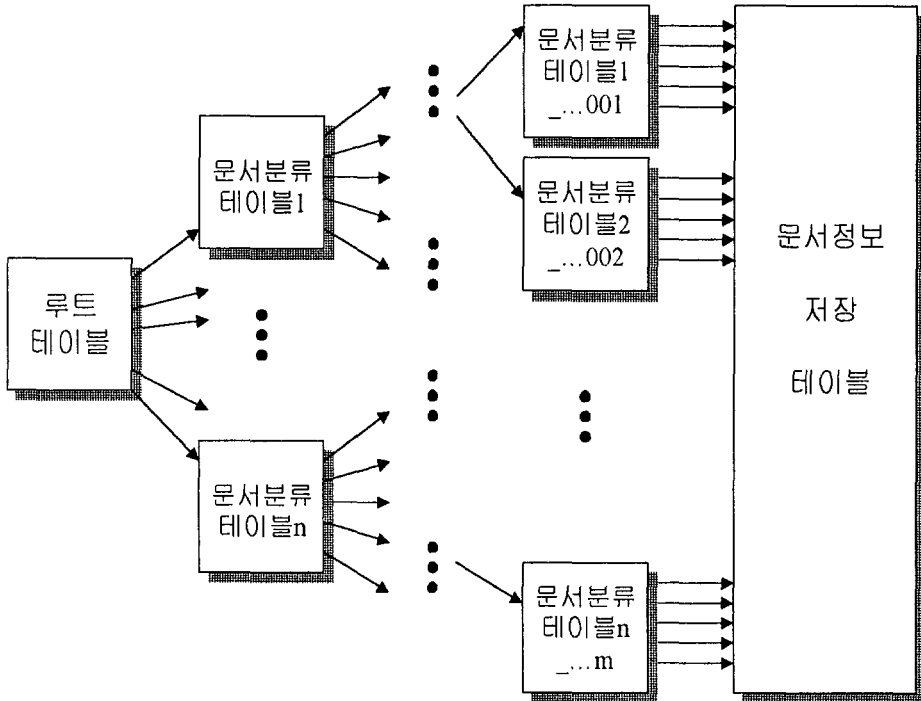 루트
테이블
문서분류
테이블1
문서분류
테이블n
문서분류
테이블1
_...001
문서분류
테이블2
_...002
문서분류
테이블n
_...m
문서정보
저장
테이블